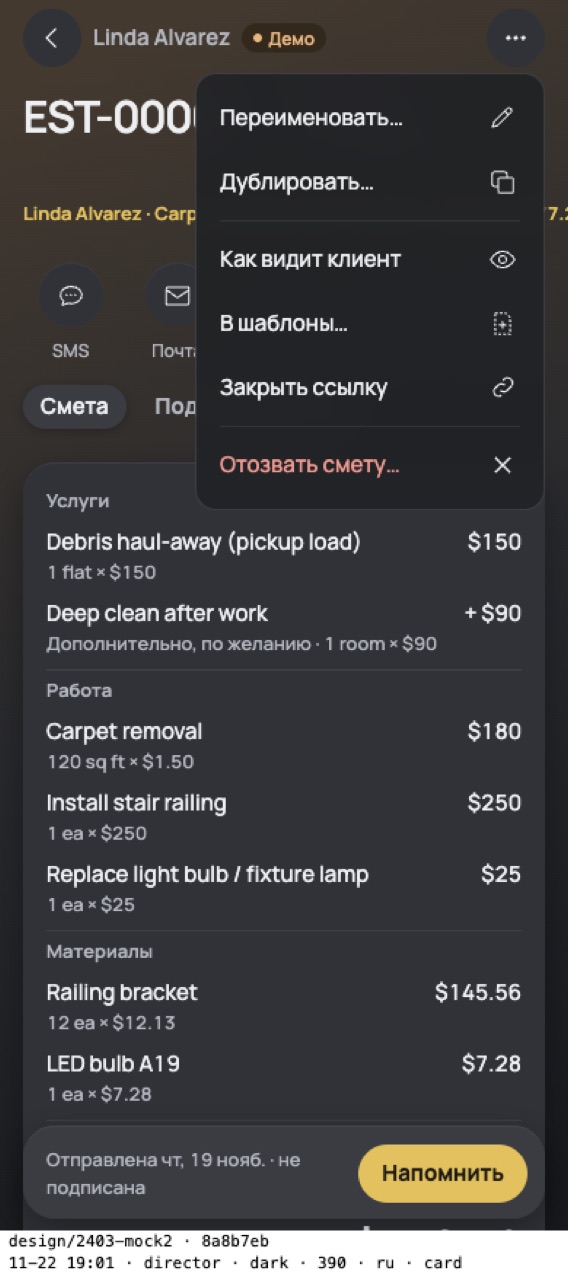 Linda Alvarez
Демо
EST-000
Переименовать...
Дублировать...
Linda Alvarez · Carp
7.2
Как видит клиент
В шаблоны...
SMS
Почта
Закрыть ссылку
Смета
Под
Отозвать смету...
Услуги
Debris haul-away (pickup load) $150
1 flat × $150
Deep clean after work + $90
Дополнительно, по желанию · 1 room × $90
Работа
Carpet removal $180
120 sq ft × $1.50
Install stair railing $250
1 ea × $250
Replace light bulb / fixture lamp $25
1 ea × $25
Материалы
Railing bracket $145.56
12 ea × $12.13
LED bulb A19 $7.28
1 ea × $7.28
Отправлена чт, 19 нояб. · не
подписана
Напомнить
design/2403-mock2 · 8a8b7eb
11-22 19:01 · director · dark · 390 · ru · card